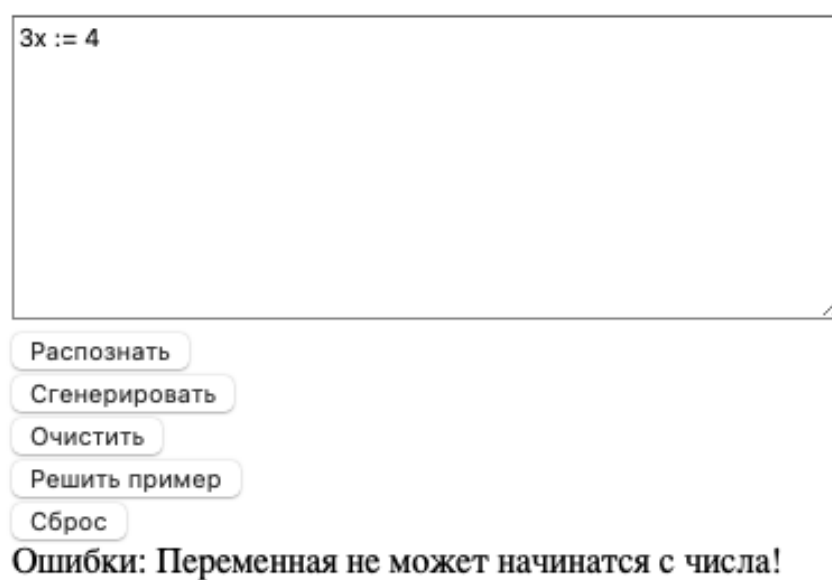 3x := 4
Распознать
Сгенерировать
Очистить
Решить пример
Сброс
Ошибки: Переменная не может начинатся с числа!